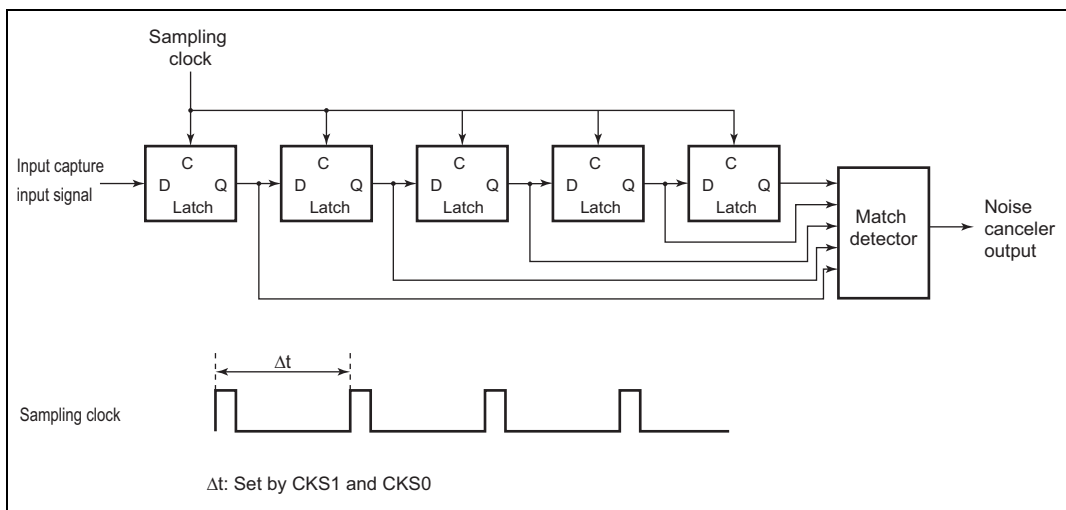 Sampling
clock
Input capture
input signal
C
D Q
Latch
C
D Q
Latch
C
D Q
Latch
C
D Q
Latch
C
D Q
Latch
Match
detector
Noise
canceler
output
Δt
Sampling clock
Δt: Set by CKS1 and CKS0